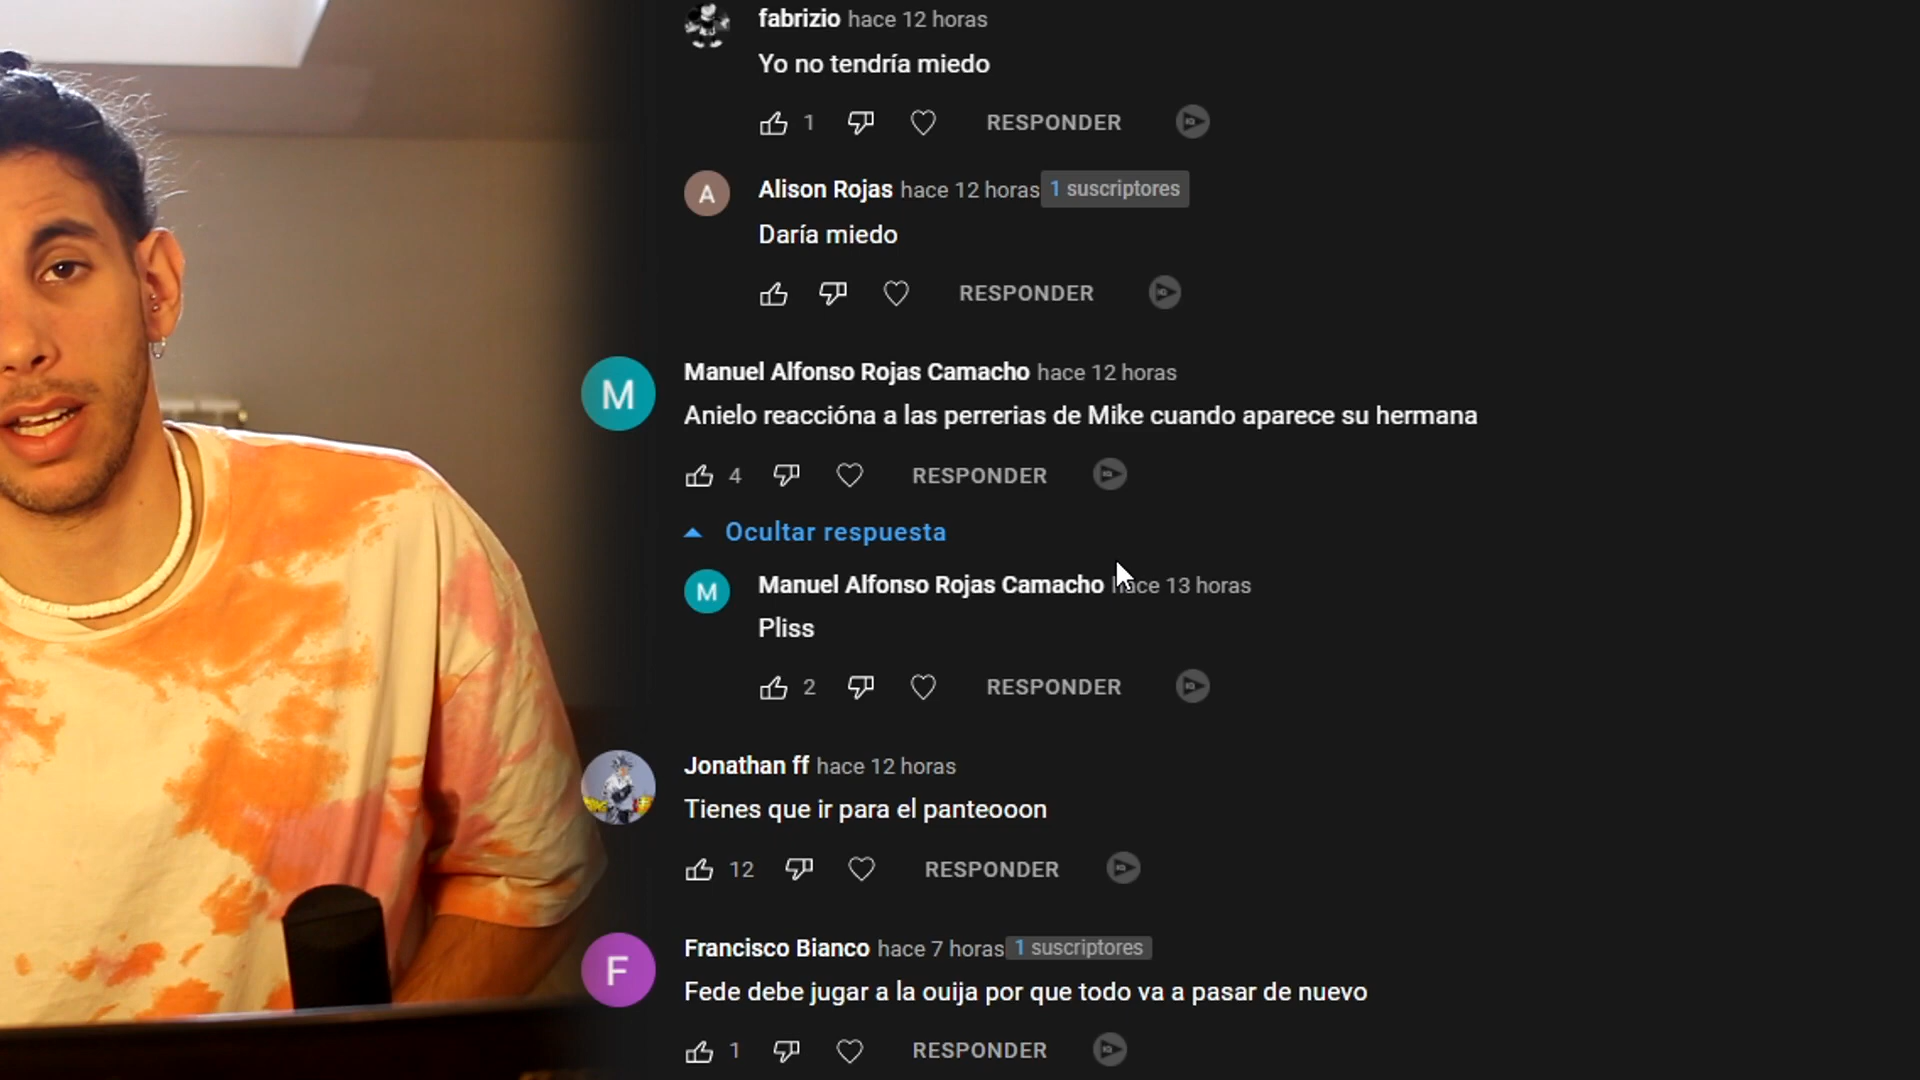 fabrizio hace 12 horas
Yo no tendría miedo
1 RESPONDER
A Alison Rojas hace 12 horas 1 suscriptores
Daría miedo
RESPONDER
M Manuel Alfonso Rojas Camacho hace 12 horas
Anielo reaccióna a las perrerias de Mike cuando aparece su hermana
4 RESPONDER
Ocultar respuesta
M Manuel Alfonso Rojas Camacho hace 13 horas
Pliss
2 RESPONDER
Jonathan ff hace 12 horas
Tienes que ir para el panteooon
12 RESPONDER
F Francisco Bianco hace 7 horas 1 suscriptores
Fede debe jugar a la ouija por que todo va a pasar de nuevo
1 RESPONDER